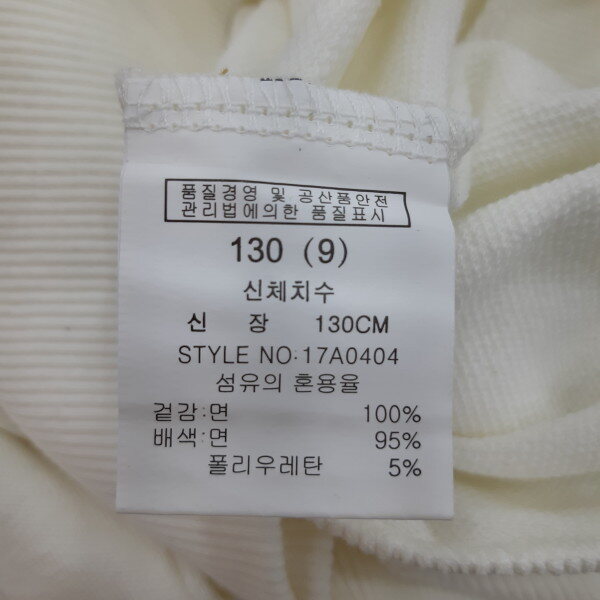 품질경영 및 공산품안전
관리법에의한 품질표시
130 (9)
신체치수
신 장 130CM
STYLE NO:17A0404
섬유의 혼용율
겉감:면 100%
배색:면 95%
폴리우레탄 5%